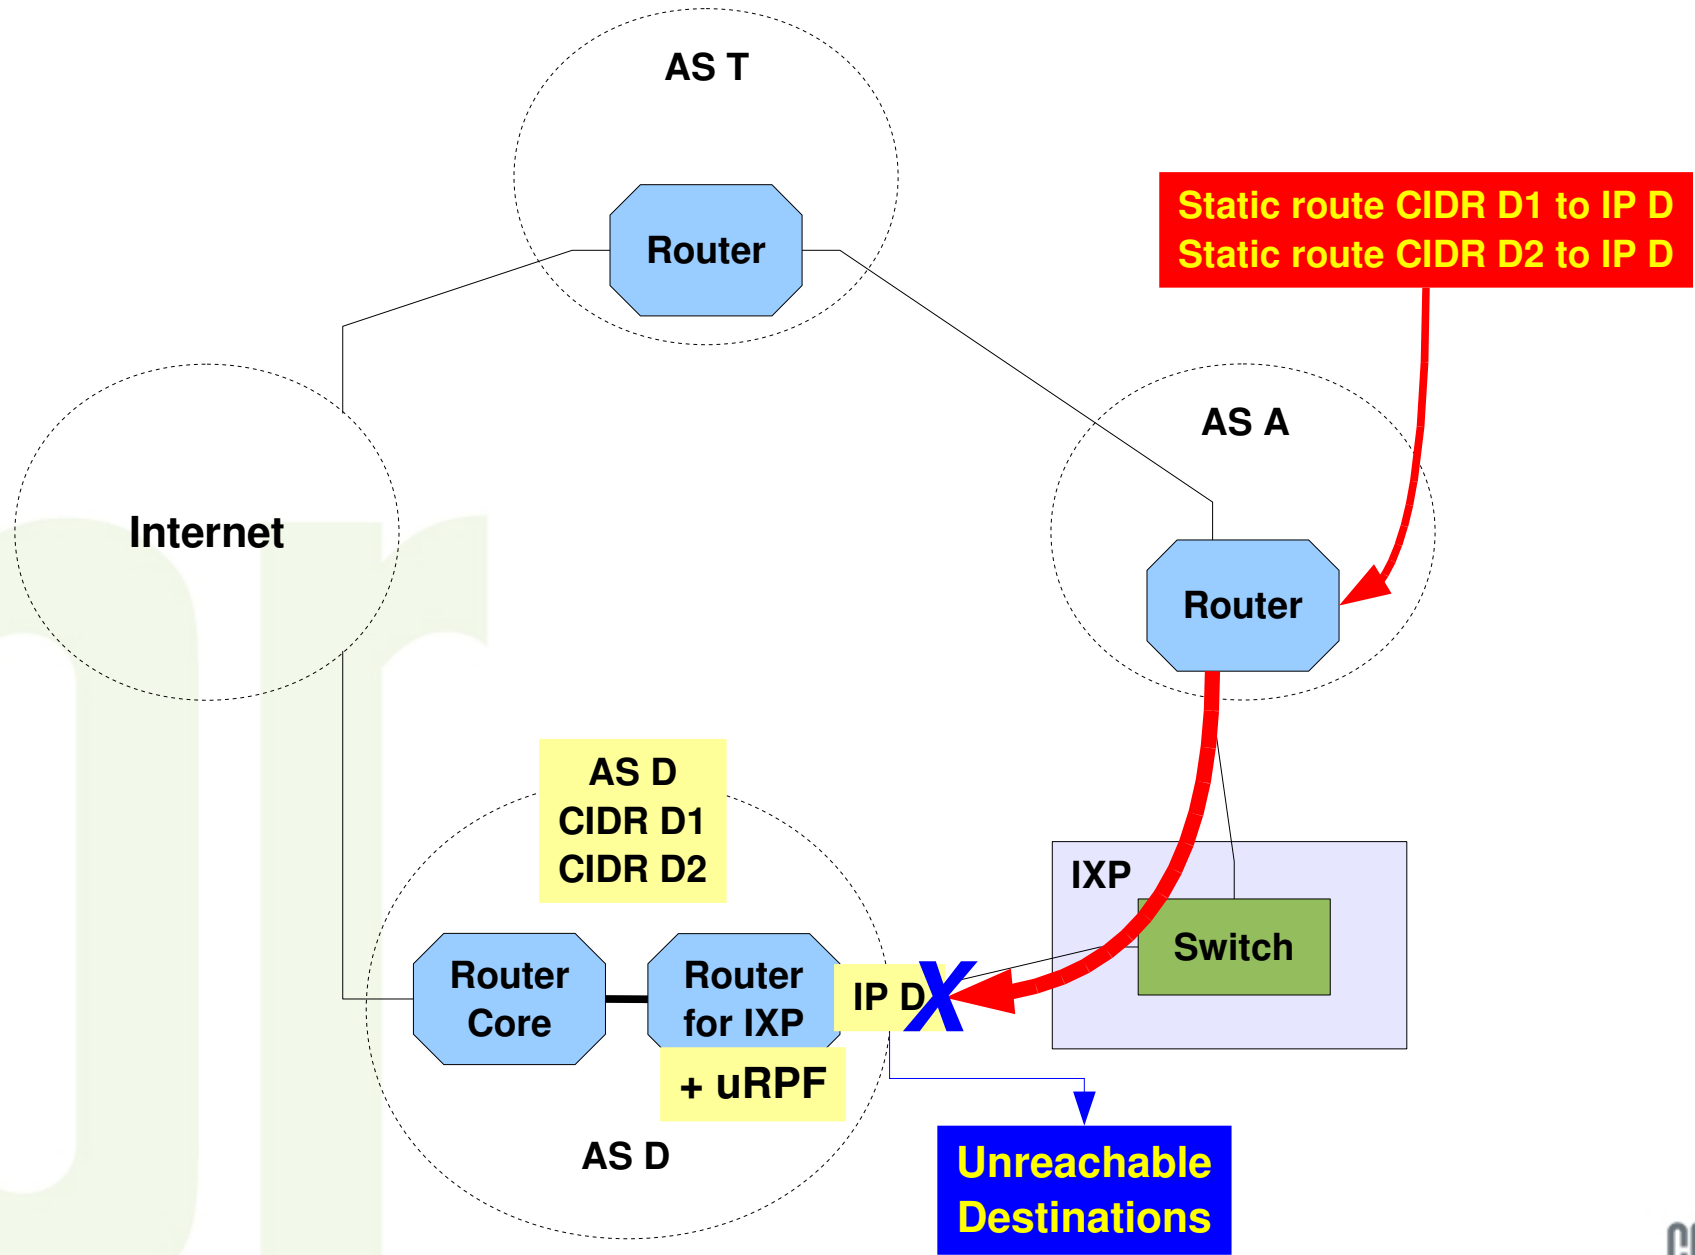 AS T
Router
Static route CIDR D1 to IP D
Static route CIDR D2 to IP D
AS A
Internet
Router
AS D
CIDR D1
CIDR D2
IXP
Switch
Router
Core
Router
for IXP
IP D
X
+ uRPF
AS D
Unreachable
Destinations